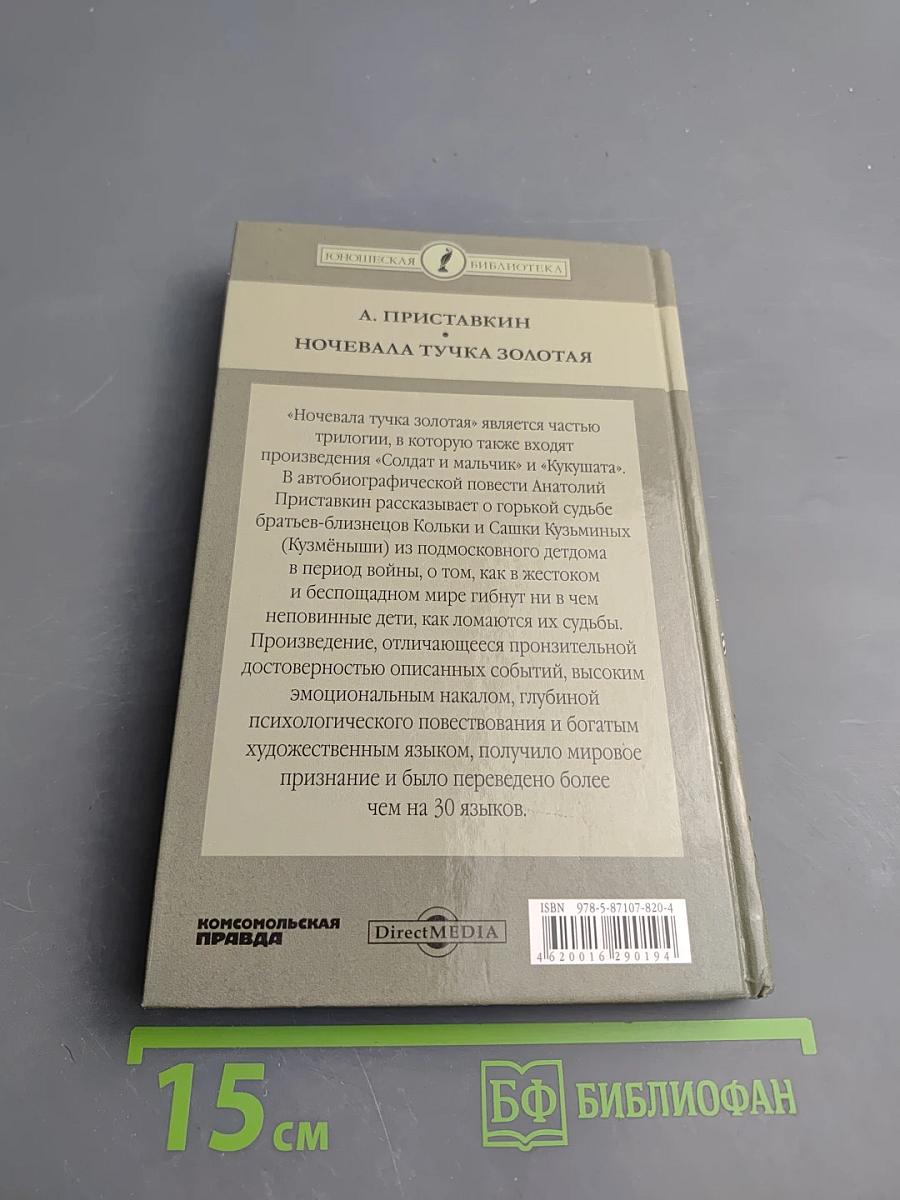 ЮНОШЕСКАЯ БИБЛИОТЕКА
А. ПРИСТАВКИН
•
НОЧЕВАЛА ТУЧКА ЗОЛОТАЯ
«Ночевала тучка золотая» является частью
трилогии, в которую также входят
произведения «Солдат и мальчик» и «Кукушата».
В автобиографической повести Анатолий
Приставкин рассказывает о горькой судьбе
братьев-близнецов Кольки и Сашки Кузьминых
(Кузмёныши) из подмосковного детдома
в период войны, о том, как в жестоком
и беспощадном мире гибнут ни в чем
неповинные дети, как ломаются их судьбы.
Произведение, отличающееся пронзительной
достоверностью описанных событий, высоким
эмоциональным накалом, глубиной
психологического повествования и богатым
художественным языком, получило мировое
признание и было переведено более
чем на 30 языков.
КОМСОМОЛЬСКАЯ
ПРАВДА
DirectMEDIA
ISBN 978-5-87107-820-4
4 620016 290194
15 см
БФ БИБЛИОФАН